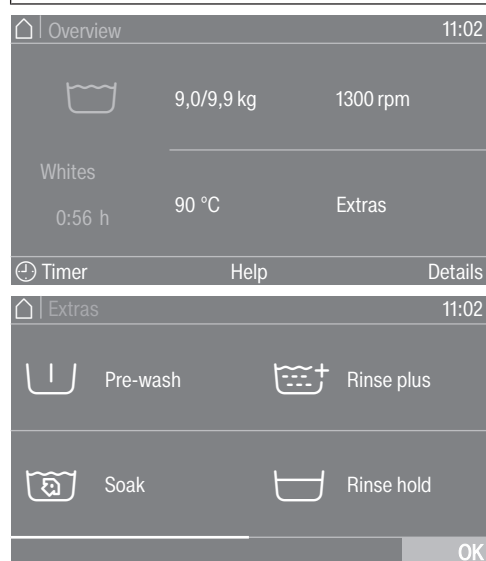 Overview 11:02
9,0/9,9 kg 1300 rpm
Whites
0:56 h
90 °C Extras
Timer Help Details
Extras 11:02
Pre-wash Rinse plus
Soak Rinse hold
OK